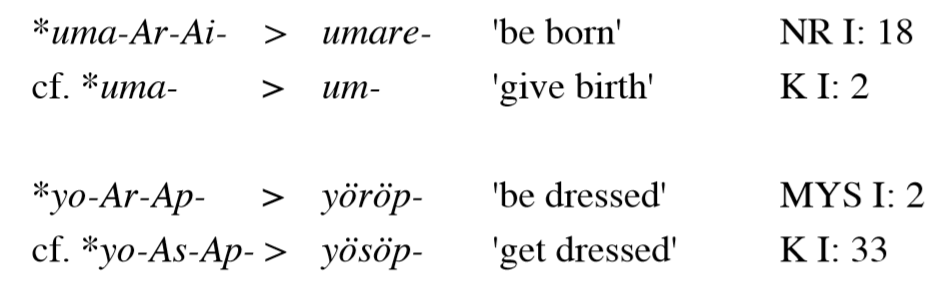 *uma-Ar-Ai- > umare- 'be born' NR I: 18
cf. *uma- > um- 'give birth' K I: 2
*yo-Ar-Ap- > yöröp- 'be dressed' MYS I: 2
cf. *yo-As-Ap- > yösöp- 'get dressed' K I: 33